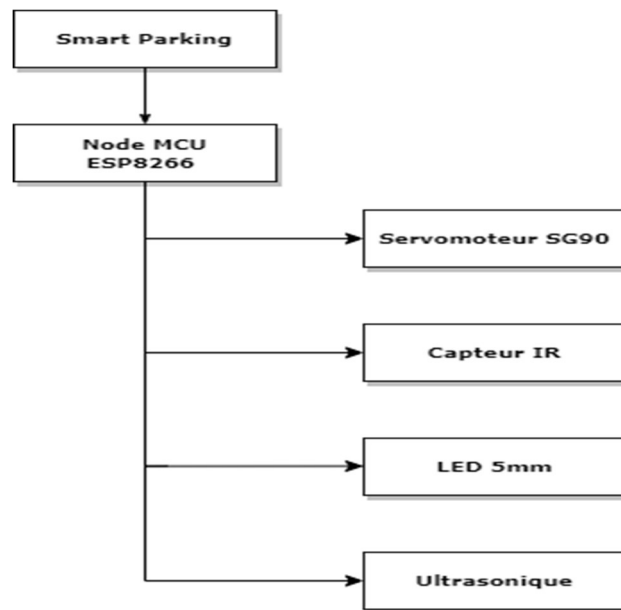 Smart Parking
Node MCU
ESP8266
Servomoteur SG90
Capteur IR
LED 5mm
Ultrasonique